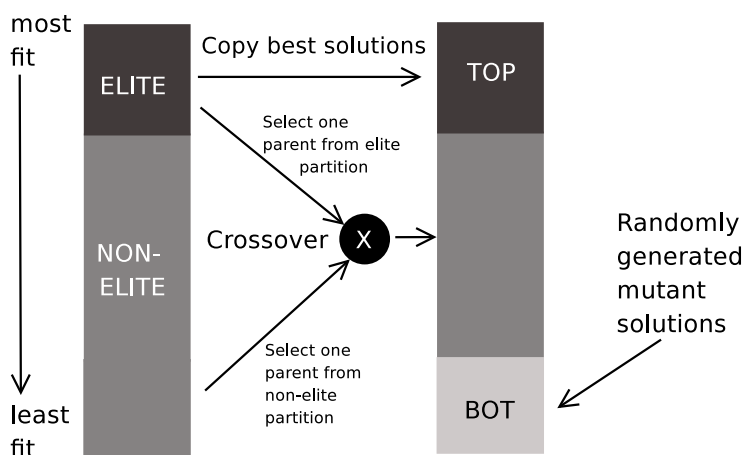 most
fit
ELITE
Copy best solutions
TOP
Select one
parent from elite
partition
NON-
ELITE
Crossover
X
Randomly
generated
mutant
solutions
Select one
parent from
non-elite
partition
least
fit
BOT